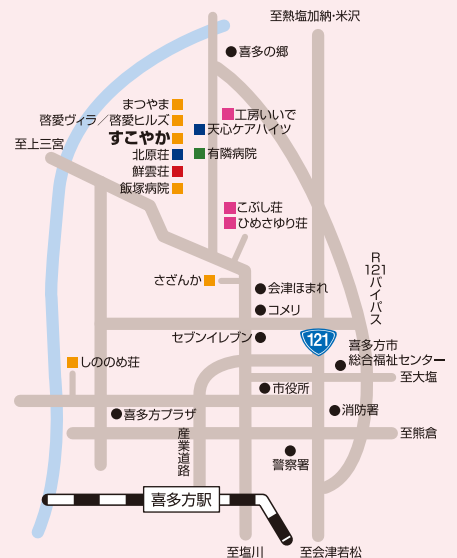 至熱塩加納・米沢
喜多の郷
まつやま
啓愛ヴィラ／啓愛ヒルズ
すこやか
北原荘
鮮雲荘
飯塚病院
工房いいで
天心ケアハイツ
有隣病院
至上三宮
こぶし荘
ひめさゆり荘
さざんか
会津ほまれ
コメリ
セブンイレブン
R121バイパス
121
喜多方市
総合福祉センター
至大塩
しののめ荘
市役所
消防署
喜多方プラザ
産業道路
至熊倉
警察署
喜多方駅
至塩川
至会津若松